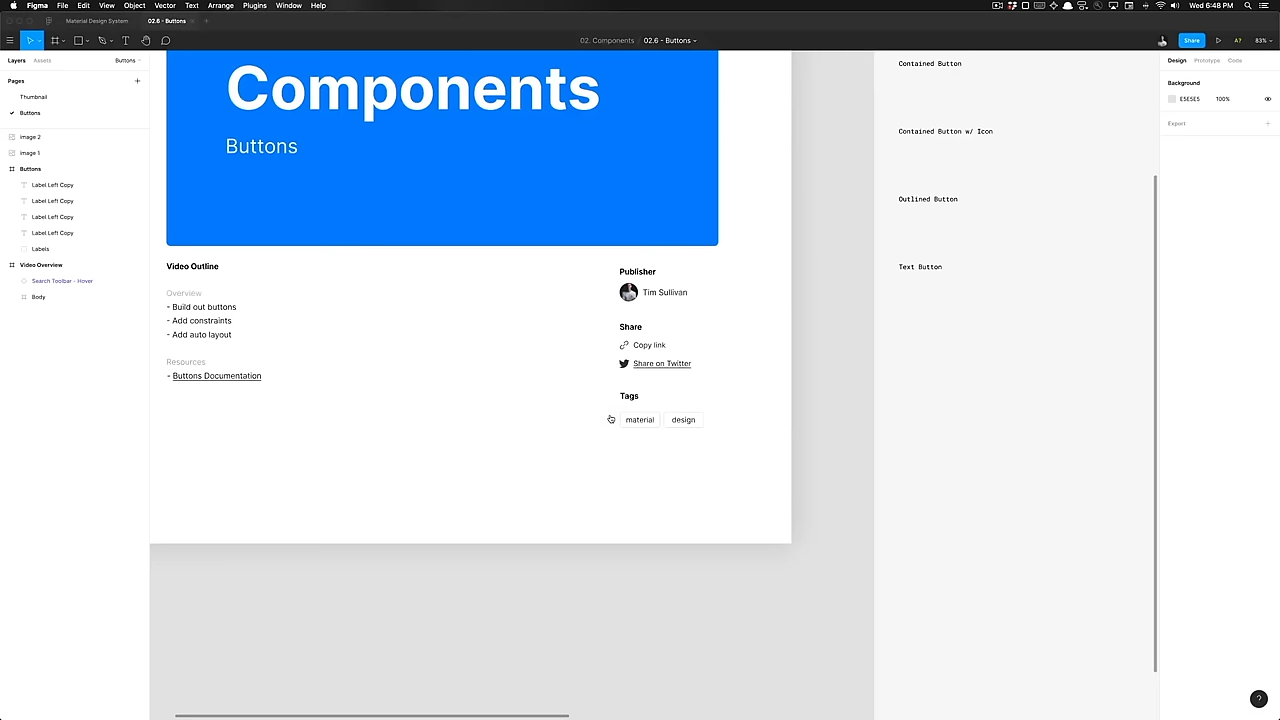 Figma File Edit View Object Vector Text Arrange Plugins Window Help
Wed 6:48 PM
Material Design System
02.6 - Buttons
02. Components / 02.6 - Buttons
Share
A?
83%
Layers Assets Buttons
Pages
Thumbnail
Buttons
image 2
image 1
Buttons
Label Left Copy
Label Left Copy
Label Left Copy
Label Left Copy
Labels
Video Overview
Search Toolbar - Hover
Body
Components
Buttons
Video Outline
Overview
- Build out buttons
- Add constraints
- Add auto layout
Resources
- Buttons Documentation
Publisher
Tim Sullivan
Share
Copy link
Share on Twitter
Tags
material design
Contained Button
Contained Button w/ Icon
Outlined Button
Text Button
Design Prototype Code
Background
E5E5E5 100%
Export
?